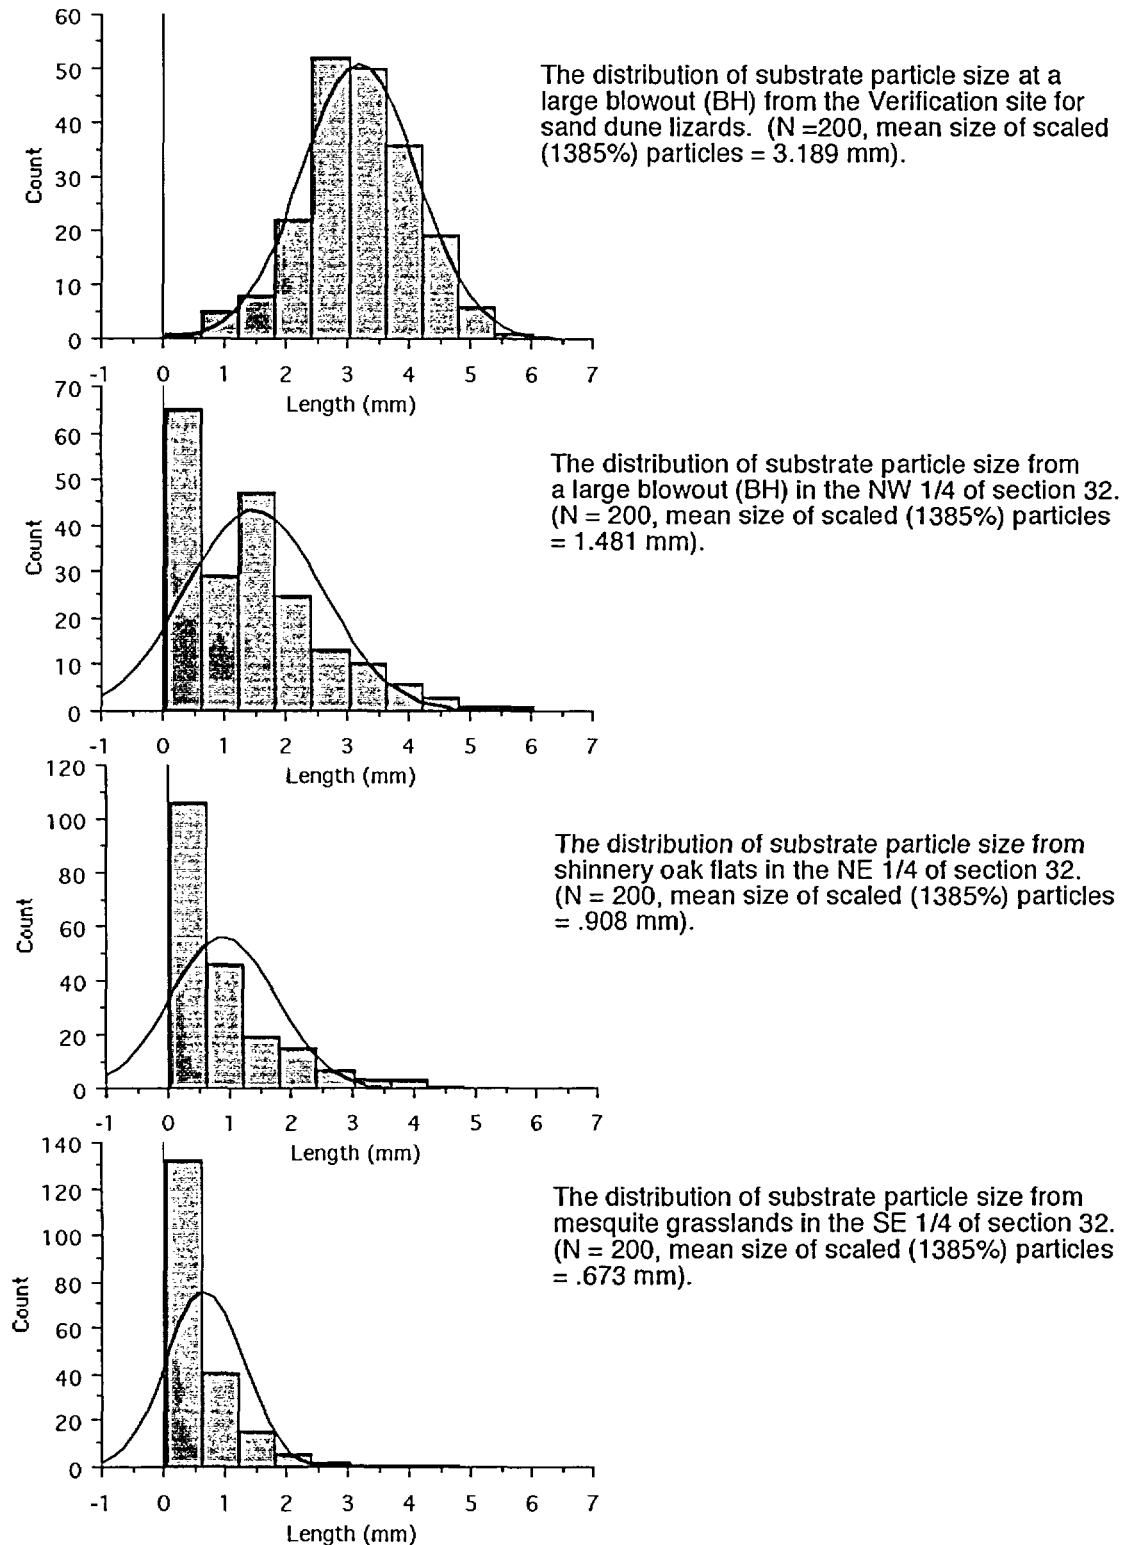 60
50
40
30
20
10
0
Count
-1 0 1 2 3 4 5 6 7
Length (mm)
The distribution of substrate particle size at a
large blowout (BH) from the Verification site for
sand dune lizards. (N =200, mean size of scaled
(1385%) particles = 3.189 mm).
70
60
50
40
30
20
10
0
Count
-1 0 1 2 3 4 5 6 7
Length (mm)
The distribution of substrate particle size from
a large blowout (BH) in the NW 1/4 of section 32.
(N = 200, mean size of scaled (1385%) particles
= 1.481 mm).
120
100
80
60
40
20
0
Count
-1 0 1 2 3 4 5 6 7
Length (mm)
The distribution of substrate particle size from
shinnery oak flats in the NE 1/4 of section 32.
(N = 200, mean size of scaled (1385%) particles
= .908 mm).
140
120
100
80
60
40
20
0
Count
-1 0 1 2 3 4 5 6 7
Length (mm)
The distribution of substrate particle size from
mesquite grasslands in the SE 1/4 of section 32.
(N = 200, mean size of scaled (1385%) particles
= .673 mm).